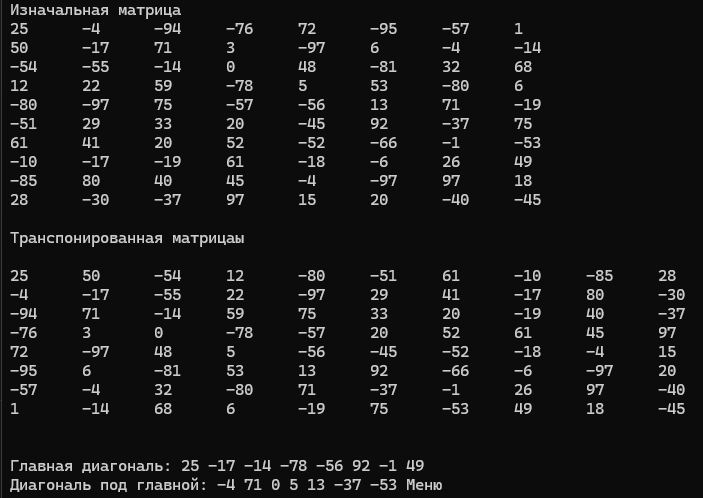 Изначальная матрица
25 -4 -94 -76 72 -95 -57 1
50 -17 71 3 -97 6 -4 -14
-54 -55 -14 0 48 -81 32 68
12 22 59 -78 5 53 -80 6
-80 -97 75 -57 -56 13 71 -19
-51 29 33 20 -45 92 -37 75
61 41 20 52 -52 -66 -1 -53
-10 -17 -19 61 -18 -6 26 49
-85 80 40 45 -4 -97 97 18
28 -30 -37 97 15 20 -40 -45
Транспонированная матрицаы
25 50 -54 12 -80 -51 61 -10 -85 28
-4 -17 -55 22 -97 29 41 -17 80 -30
-94 71 -14 59 75 33 20 -19 40 -37
-76 3 0 -78 -57 20 52 61 45 97
72 -97 48 5 -56 -45 -52 -18 -4 15
-95 6 -81 53 13 92 -66 -6 -97 20
-57 -4 32 -80 71 -37 -1 26 97 -40
1 -14 68 6 -19 75 -53 49 18 -45
Главная диагональ: 25 -17 -14 -78 -56 92 -1 49
Диагональ под главной: -4 71 0 5 13 -37 -53 Меню